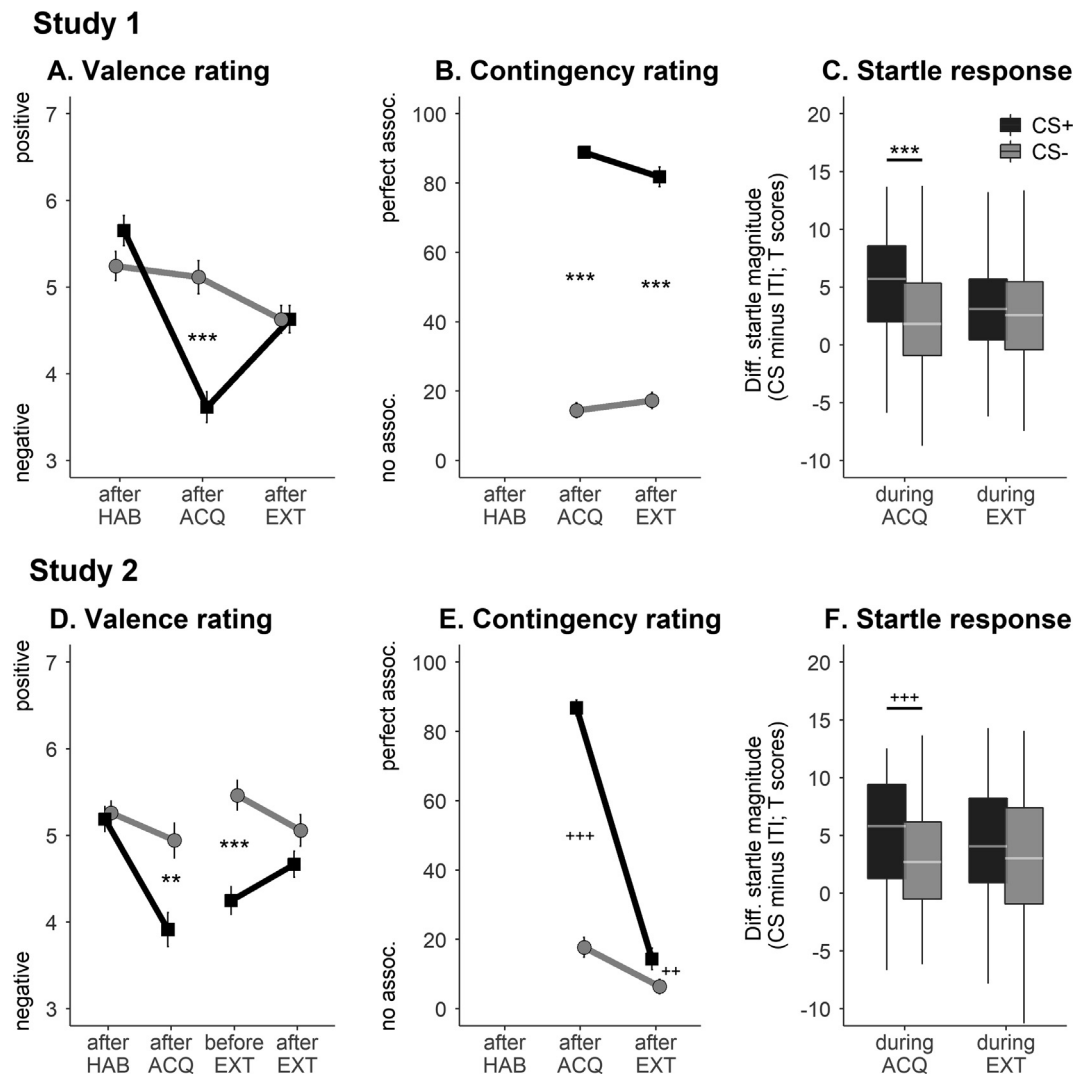 Study 1
A. Valence rating
positive
negative
7
6
5
4
3
***
after
HAB
after
ACQ
after
EXT
B. Contingency rating
perfect assoc.
no assoc.
100
80
60
40
20
0
***
***
after
HAB
after
ACQ
after
EXT
C. Startle response
Diff. startle magnitude
(CS minus ITI; T scores)
20
15
10
5
0
-5
-10
***
CS+
CS-
during
ACQ
during
EXT
Study 2
D. Valence rating
positive
negative
7
6
5
4
3
***
**
after
HAB
after
ACQ
before
EXT
after
EXT
E. Contingency rating
perfect assoc.
no assoc.
100
80
60
40
20
0
+++
++
after
HAB
after
ACQ
after
EXT
F. Startle response
Diff. startle magnitude
(CS minus ITI; T scores)
20
15
10
5
0
-5
-10
+++
during
ACQ
during
EXT